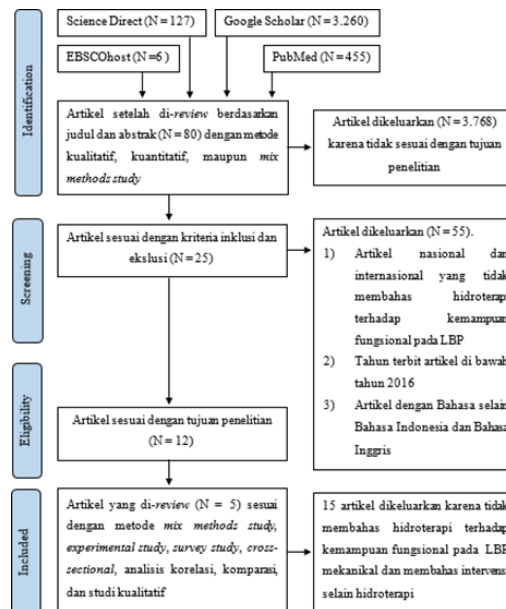 Identification
Science Direct (N = 127)
Google Scholar (N = 3.260)
EBSCOhost (N =6 )
PubMed (N = 455)
Artikel setelah di-review berdasarkan
judul dan abstrak (N = 80) dengan metode
kualitatif, kuantitatif, maupun mix
methods study
Artikel dikeluarkan (N = 3.768)
karena tidak sesuai dengan tujuan
penelitian
Screening
Artikel sesuai dengan kriteria inklusi dan
ekslusi (N = 25)
Artikel dikeluarkan (N = 55).
1) Artikel nasional dan
internasional yang tidak
membahas hidroterapi
terhadap kemampuan
fungsional pada LBP
2) Tahun terbit artikel di bawah
tahun 2016
3) Artikel dengan Bahasa selain
Bahasa Indonesia dan Bahasa
Inggris
Eligibility
Artikel sesuai dengan tujuan penelitian
(N = 12)
Included
Artikel yang di-review (N = 5) sesuai
dengan metode mix methods study,
experimental study, survey study, cross-
sectional, analisis korelasi, komparasi,
dan studi kualitatif
15 artikel dikeluarkan karena tidak
membahas hidroterapi terhadap
kemampuan fungsional pada LBP
mekanikal dan membahas intervensi
selain hidroterapi